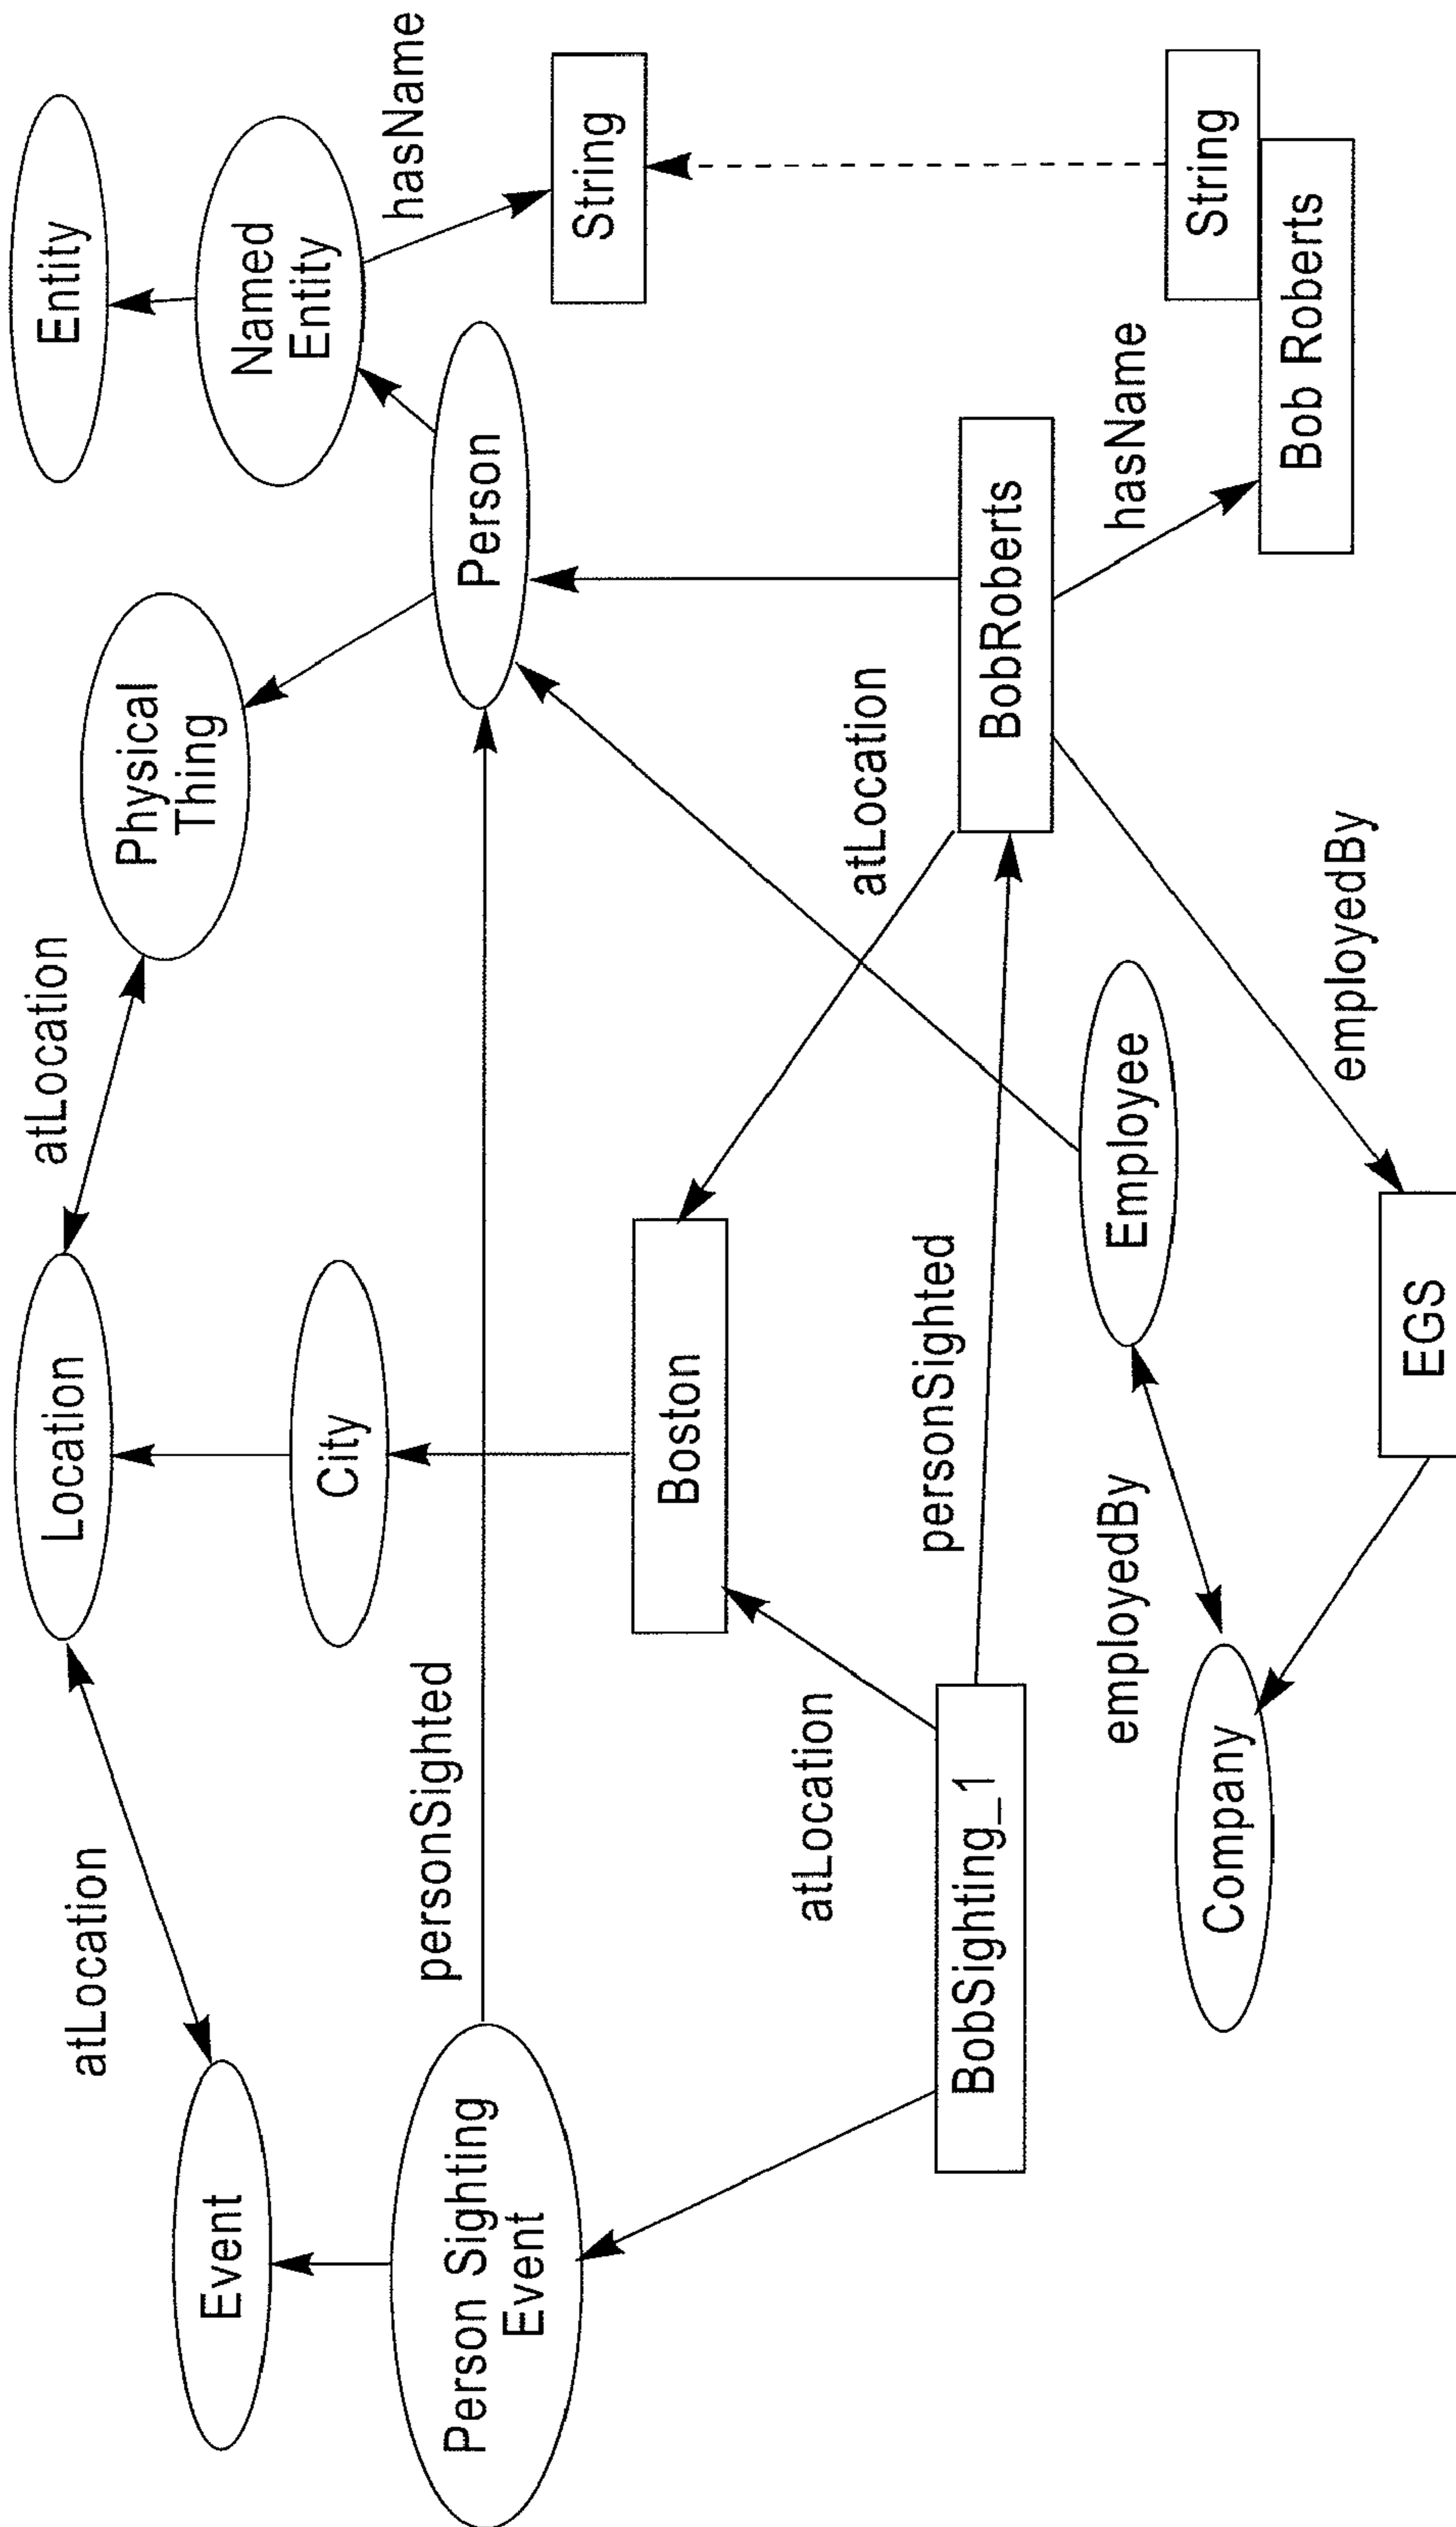 Event
atLocation
Location
atLocation
Physical
Thing
Entity
Person Sighting
Event
personSighted
City
Person
Named
Entity
hasName
String
BobSighting_1
atLocation
Boston
personSighted
atLocation
BobRoberts
hasName
String
Bob Roberts
Company
employedBy
Employee
EGS
employedBy